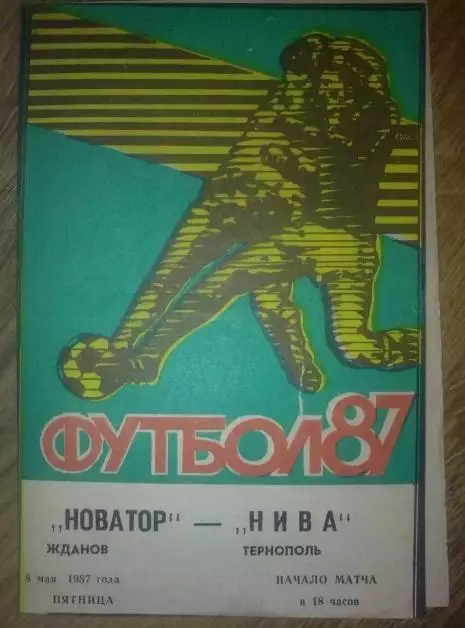 ФУТБОЛ87
„НОВАТОР“ — „НИВА“
ЖДАНОВ ТЕРНОПОЛЬ
8 мая 1987 года НАЧАЛО МАТЧА
ПЯТНИЦА в 18 часов